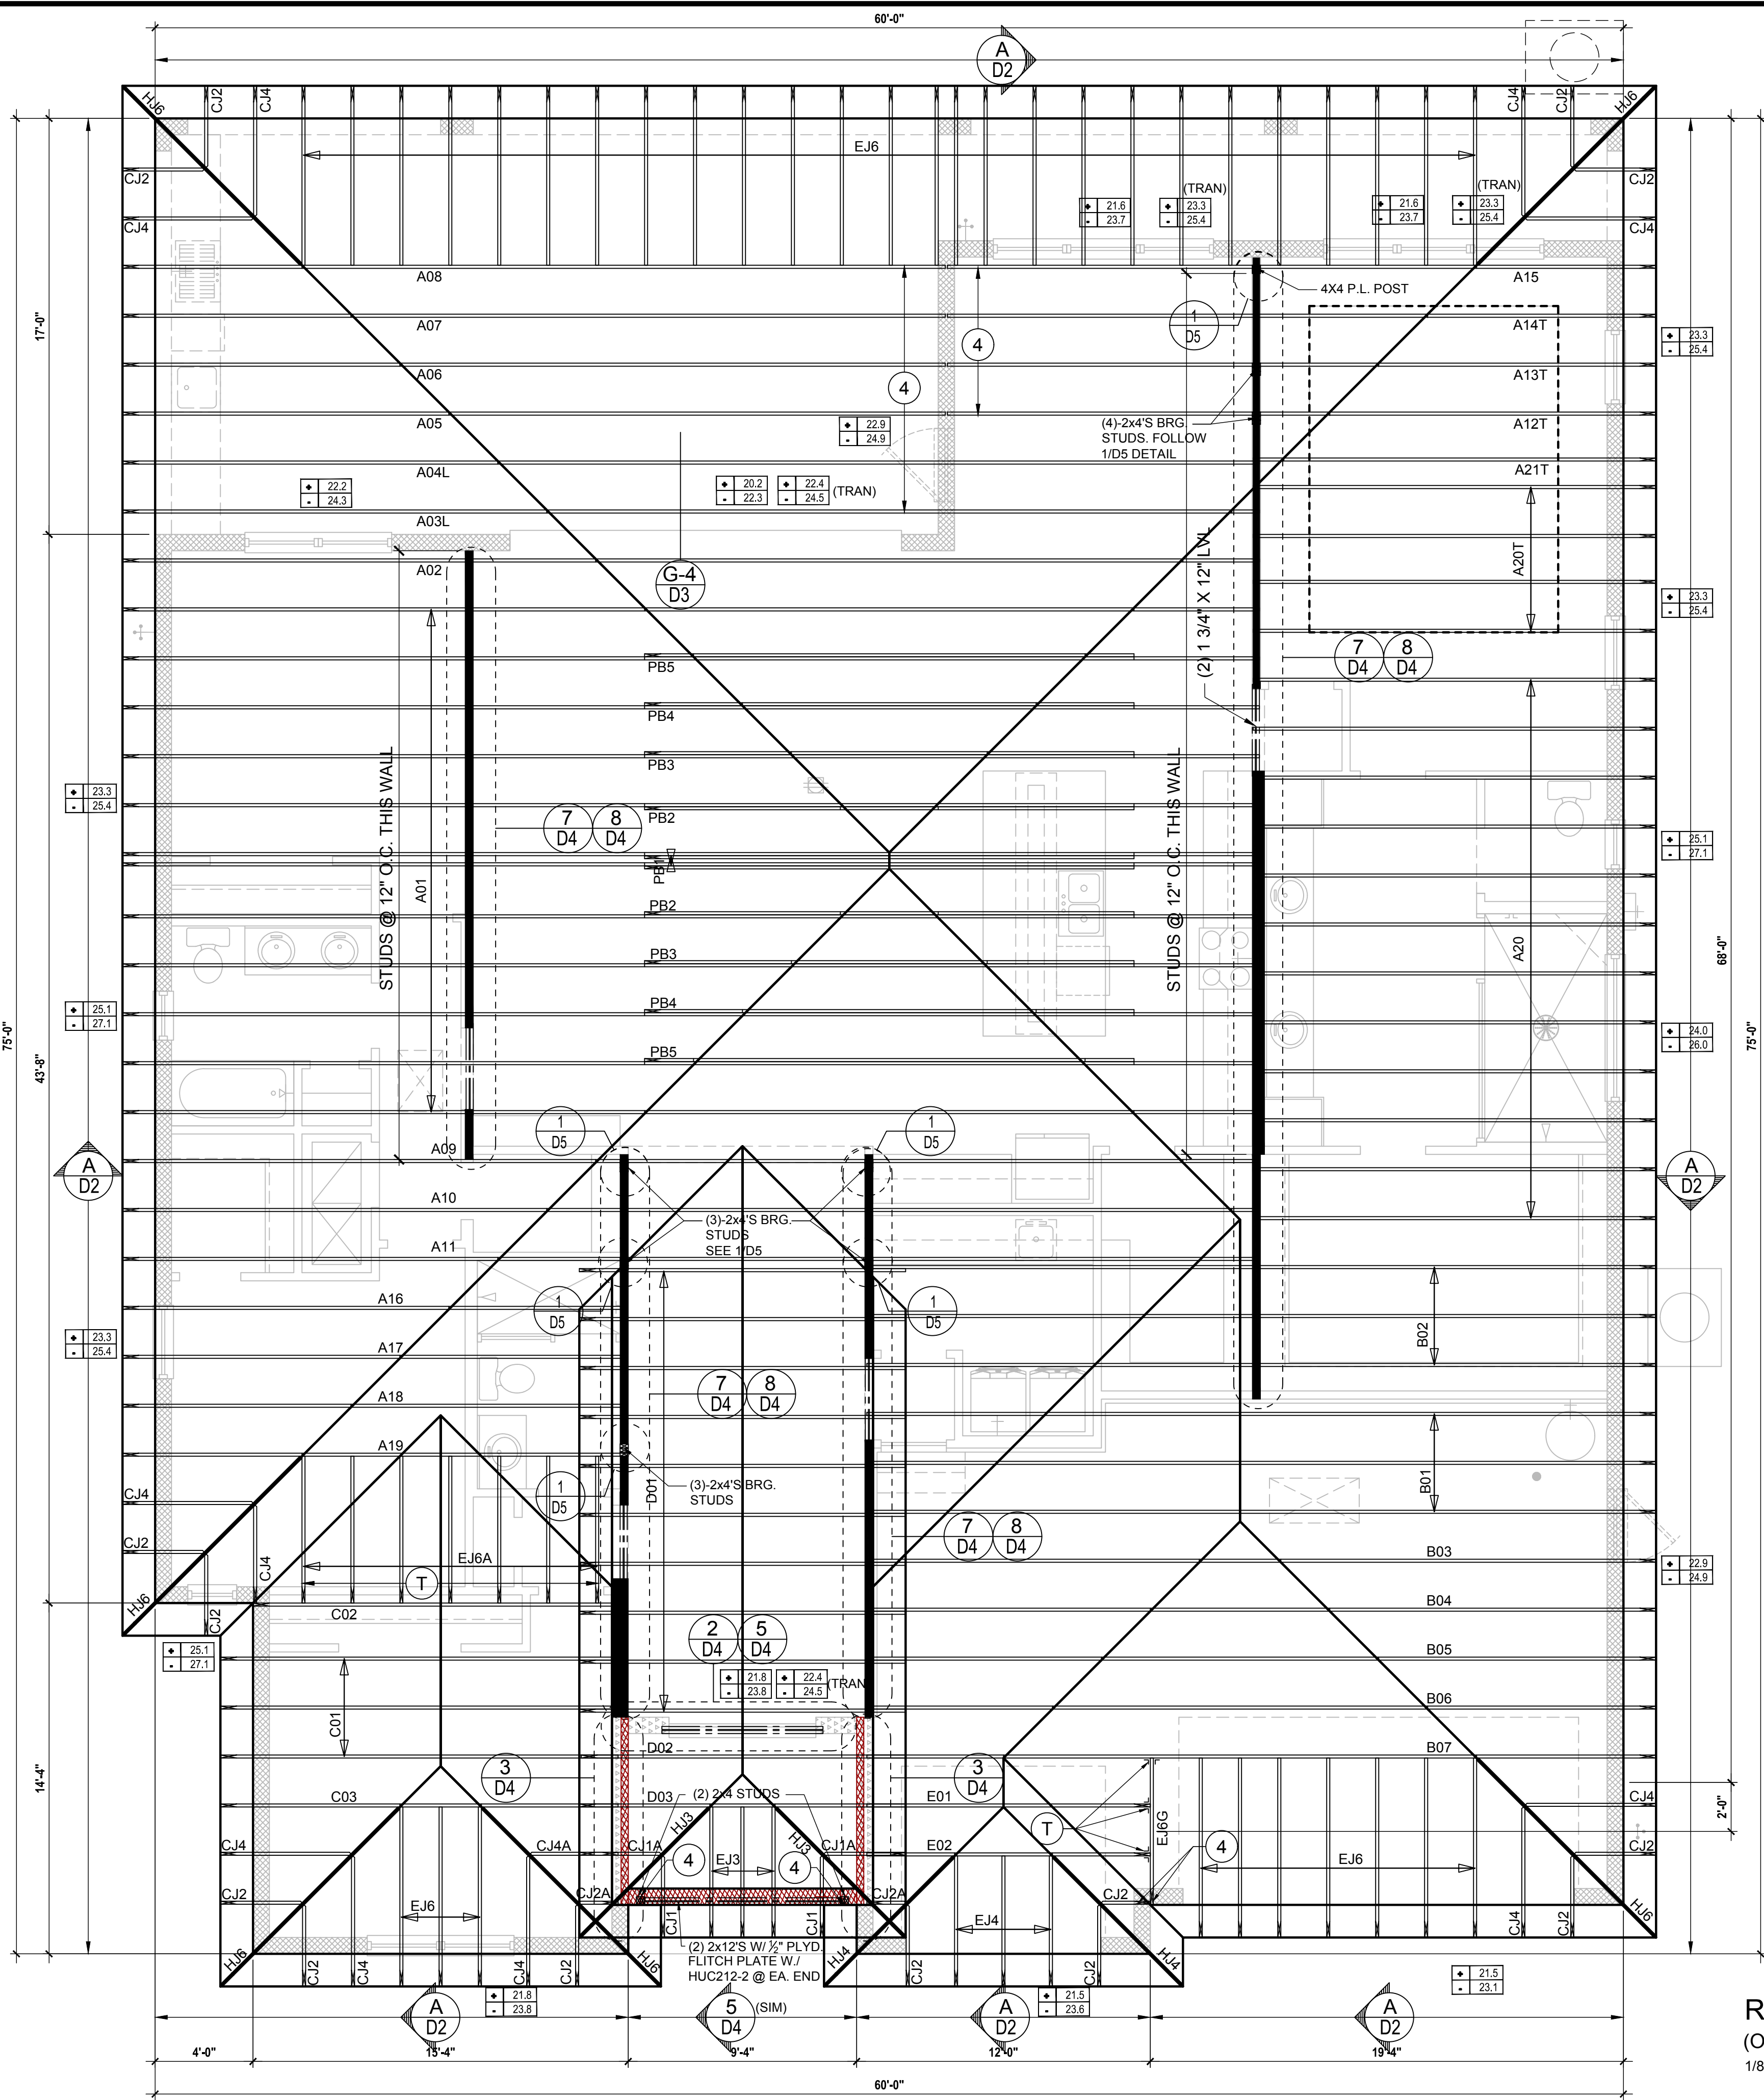 60'-0"
A
D2
HJ6
CJ2
CJ4
CJ4
CJ2
HJ6
CJ2
CJ4
EJ6
CJ2
CJ4
+ 21.6
- 23.7
(TRAN)
+ 23.3
- 25.4
+ 21.6
- 23.7
(TRAN)
+ 23.3
- 25.4
A08
A15
4X4 P.L. POST
1
D5
A07
A14T
+ 23.3
- 25.4
17'-0"
4
4
A06
A13T
A05
A12T
+ 22.9
- 24.9
(4)-2x4'S BRG.
STUDS. FOLLOW
1/D5 DETAIL
A04L
A21T
+ 22.2
- 24.3
+ 20.2
- 22.3
+ 22.4
- 24.5
(TRAN)
A03L
A20T
A02
G-4
D3
(2) 1 3/4" X 12" LVL
+ 23.3
- 25.4
PB5
7
D4
8
D4
PB4
PB3
STUDS @ 12" O.C. THIS WALL
STUDS @ 12" O.C. THIS WALL
+ 23.3
- 25.4
PB2
7
D4
8
D4
+ 25.1
- 27.1
PB1
A01
PB2
A20
68'-0"
PB3
PB4
+ 25.1
- 27.1
+ 24.0
- 26.0
75'-0"
75'-0"
43'-8"
PB5
1
D5
1
D5
A09
A
D2
A
D2
A10
(3)-2x4'S BRG.
STUDS
SEE 1/D5
A11
1
D5
1
D5
A16
+ 23.3
- 25.4
B02
A17
7
D4
8
D4
A18
A19
D01
(3)-2x4'S BRG.
STUDS
1
D5
B01
CJ4
7
D4
8
D4
CJ2
CJ4
EJ6A
T
B03
+ 22.9
- 24.9
HJ6
CJ2
C02
B04
+ 25.1
- 27.1
2
D4
5
D4
B05
+ 21.8
- 23.8
+ 22.4
- 24.5
(TRAN
B06
C01
D02
B07
14'-4"
3
D4
3
D4
C03
D03
(2) 2x4 STUDS
E01
CJ4
2'-0"
HJ3
HJ3
T
EJ6G
4
CJ4
CJ4A
CJ1A
CJ1A
E02
CJ2
4
EJ3
4
EJ6
CJ2
CJ2A
CJ2A
CJ2
EJ6
EJ4
CJ1
CJ1
CJ4
CJ2
HJ6
HJ6
CJ2
CJ4
CJ4
CJ2
HJ6
(2) 2x12'S W/ ½" PLYD.
FLITCH PLATE W./
HUC212-2 @ EA. END
HJ4
CJ2
CJ2
HJ4
+ 21.8
- 23.8
+ 21.5
- 23.6
+ 21.5
- 23.1
A
D2
5
D4
(SIM)
A
D2
A
D2
R
(O
1/8
4'-0"
15'-4"
9'-4"
12'-0"
19'-4"
60'-0"